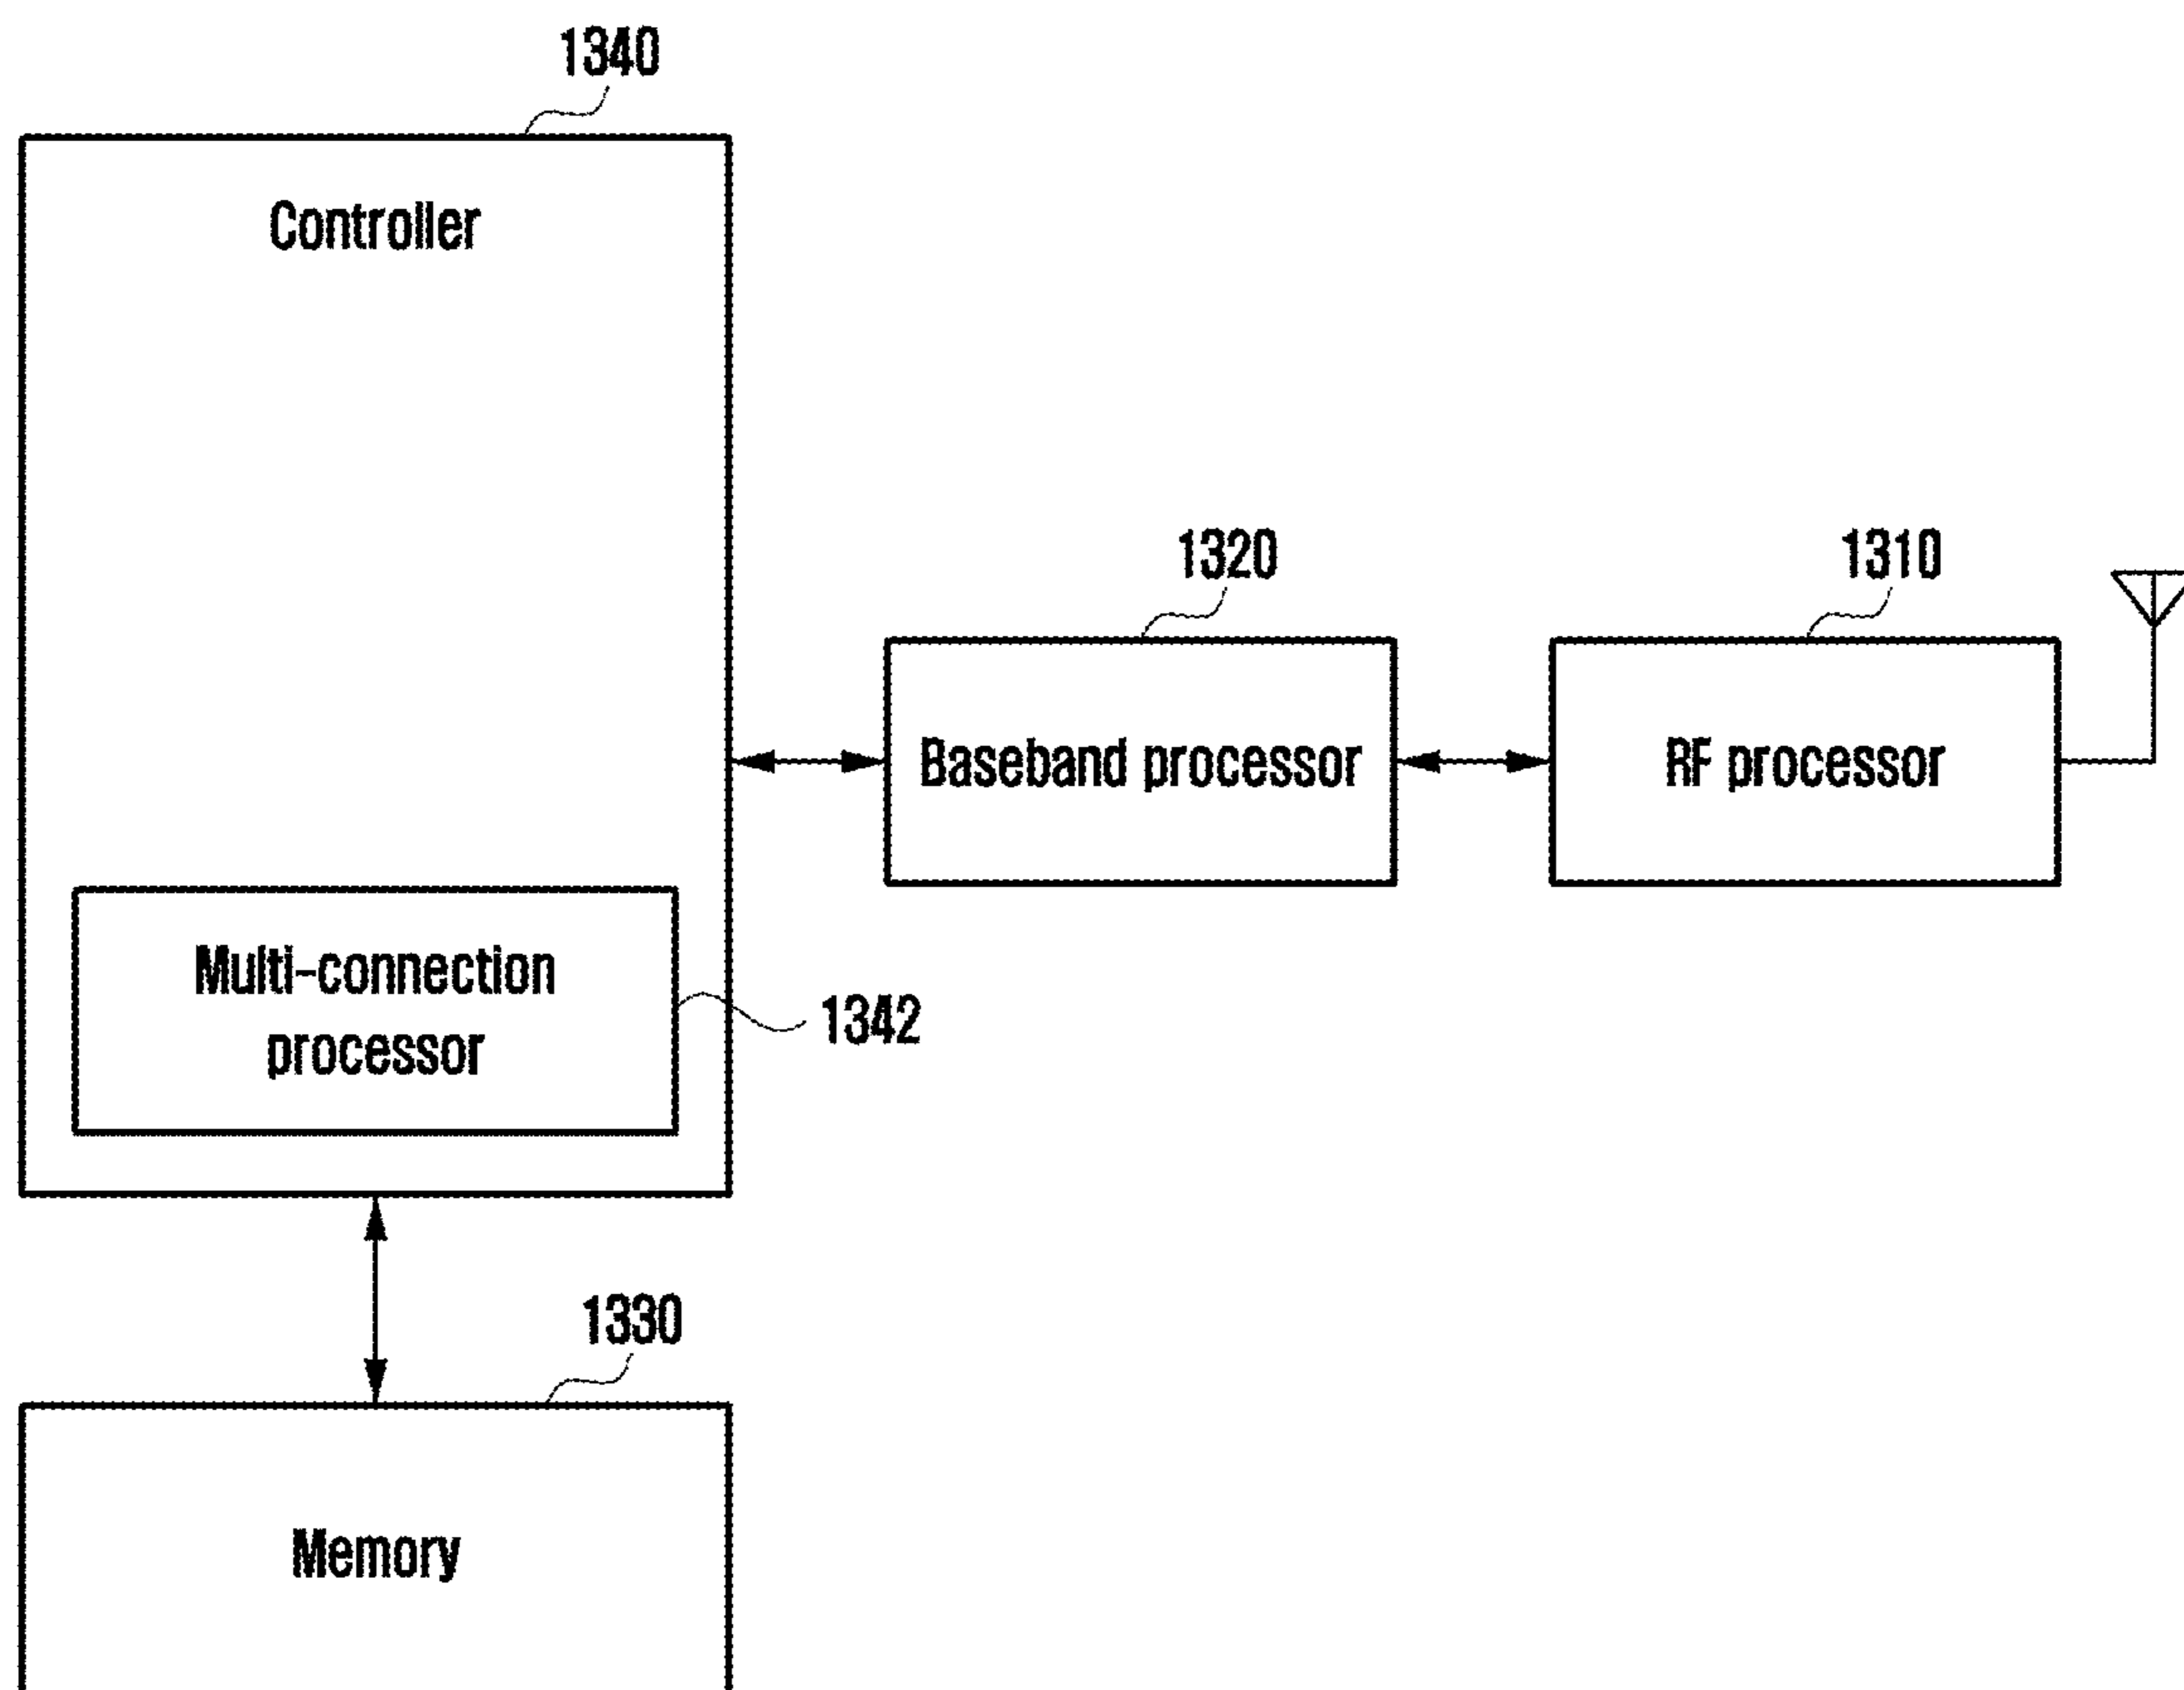 1340
Controller
1320
1310
Baseband processor
RF processor
Multi-connection
processor
1342
1330
Memory